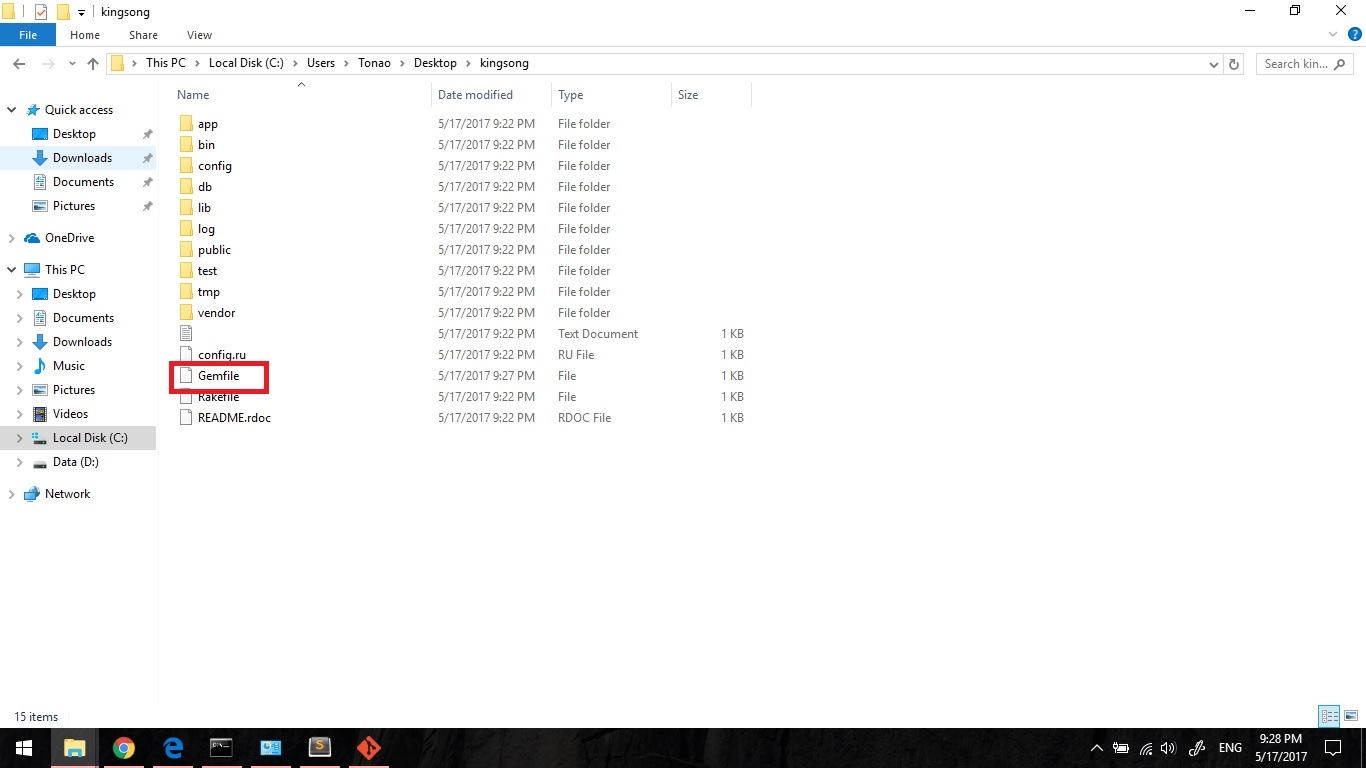 kingsong
File Home Share View
This PC Local Disk (C:) Users Tonao Desktop kingsong
Search kin...
Name Date modified Type Size
Quick access
Desktop
Downloads
Documents
Pictures
OneDrive
This PC
Desktop
Documents
Downloads
Music
Pictures
Videos
Local Disk (C:)
Data (D:)
Network
app 5/17/2017 9:22 PM File folder
bin 5/17/2017 9:22 PM File folder
config 5/17/2017 9:22 PM File folder
db 5/17/2017 9:22 PM File folder
lib 5/17/2017 9:22 PM File folder
log 5/17/2017 9:22 PM File folder
public 5/17/2017 9:22 PM File folder
test 5/17/2017 9:22 PM File folder
tmp 5/17/2017 9:22 PM File folder
vendor 5/17/2017 9:22 PM File folder
5/17/2017 9:22 PM Text Document 1 KB
config.ru 5/17/2017 9:22 PM RU File 1 KB
Gemfile 5/17/2017 9:27 PM File 1 KB
Rakefile 5/17/2017 9:22 PM File 1 KB
README.rdoc 5/17/2017 9:22 PM RDOC File 1 KB
15 items
ENG
9:28 PM
5/17/2017